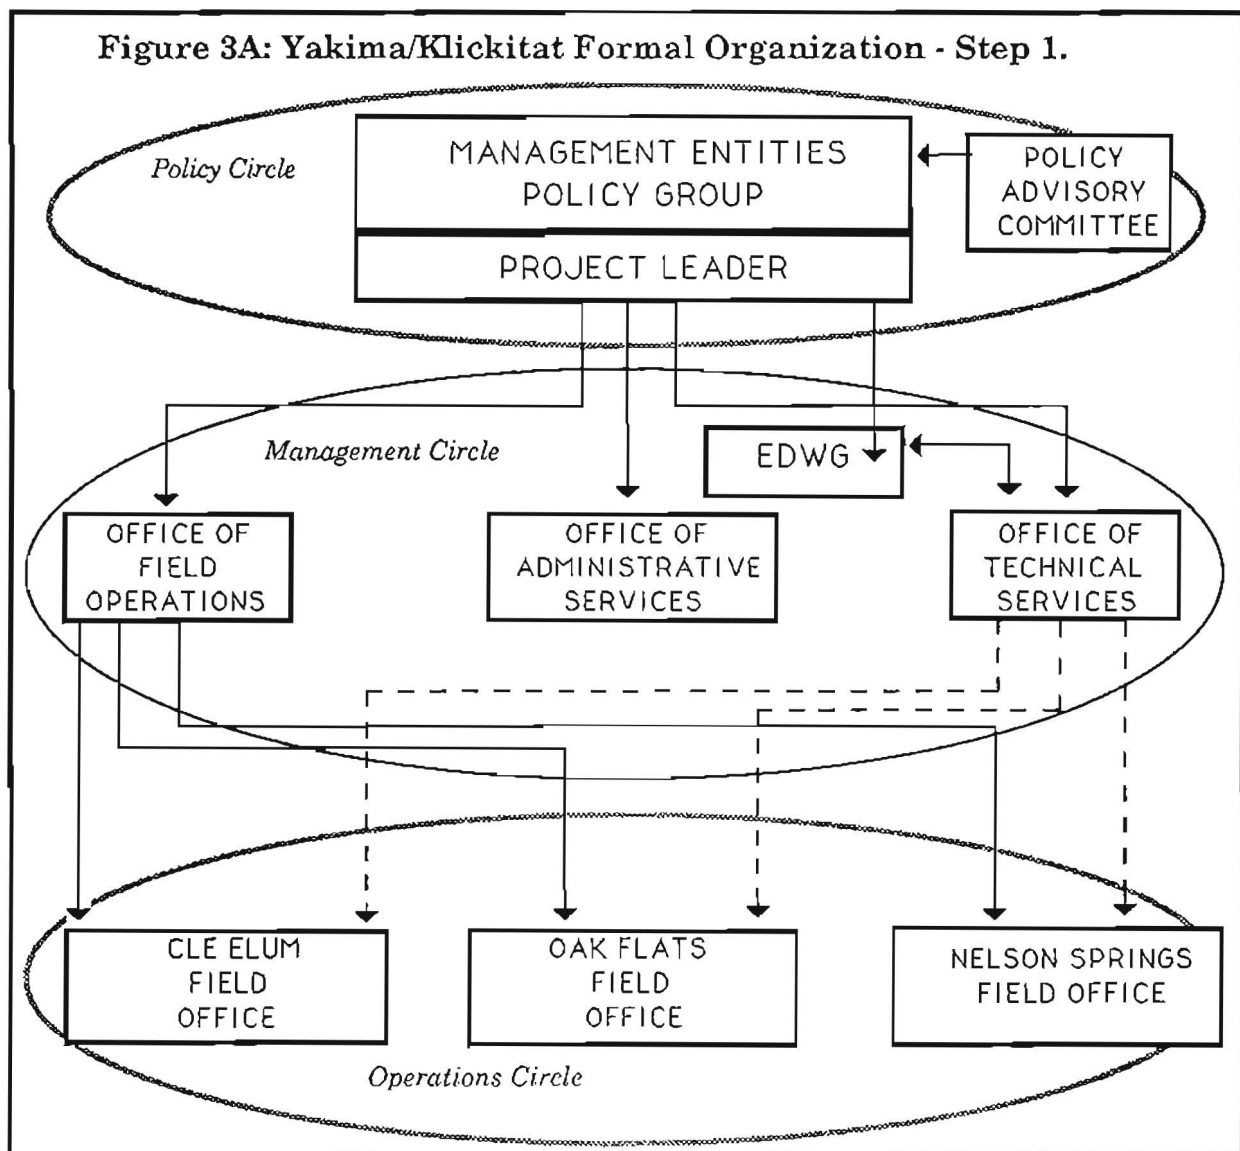 Figure 3A: Yakima/Klickitat Formal Organization - Step 1.
Policy Circle
MANAGEMENT ENTITIES
POLICY GROUP
PROJECT LEADER
POLICY
ADVISORY
COMMITTEE
Management Circle
EDWG
OFFICE OF
FIELD
OPERATIONS
OFFICE OF
ADMINISTRATIVE
SERVICES
OFFICE OF
TECHNICAL
SERVICES
CLE ELUM
FIELD
OFFICE
OAK FLATS
FIELD
OFFICE
NELSON SPRINGS
FIELD OFFICE
Operations Circle